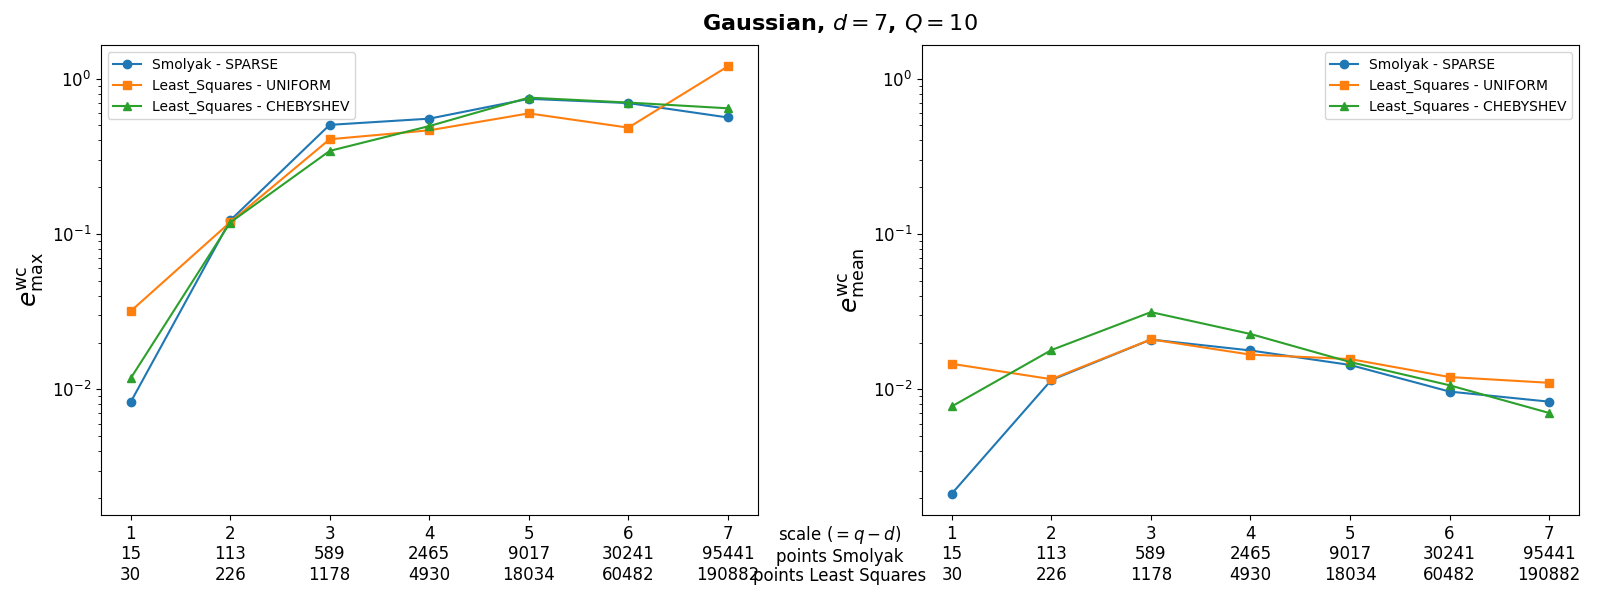 Gaussian, d = 7, Q = 10
Smolyak - SPARSE
Least_Squares - UNIFORM
Least_Squares - CHEBYSHEV
10^0
10^-1
10^-2
e^wc_max
1 2 3 4 5 6 7
15 113 589 2465 9017 30241 95441
30 226 1178 4930 18034 60482 190882
scale (= q − d)
points Smolyak
points Least Squares
Smolyak - SPARSE
Least_Squares - UNIFORM
Least_Squares - CHEBYSHEV
10^0
10^-1
10^-2
e^wc_mean
1 2 3 4 5 6 7
15 113 589 2465 9017 30241 95441
30 226 1178 4930 18034 60482 190882